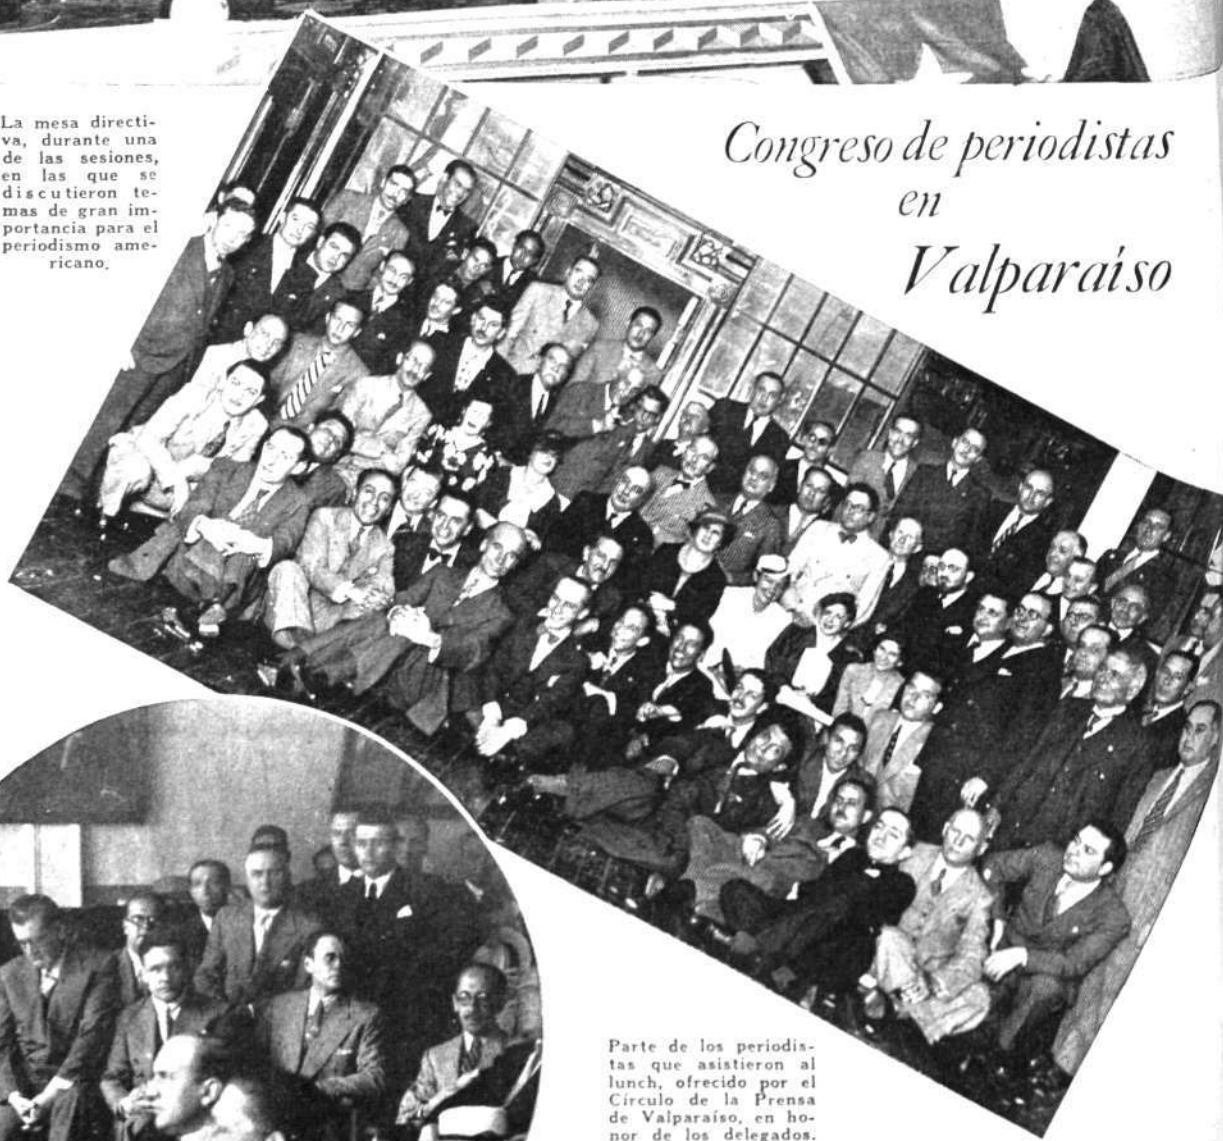 La mesa directi-
va, durante una
de las sesiones,
en las que se
discutieron te-
mas de gran im-
portancia para el
periodismo ame-
ricano.
Congreso de periodistas
en
Valparaíso
Parte de los periodis-
tas que asistieron al
lunch, ofrecido por el
Círculo de la Prensa
de Valparaíso, en ho-
nor de los delegados.